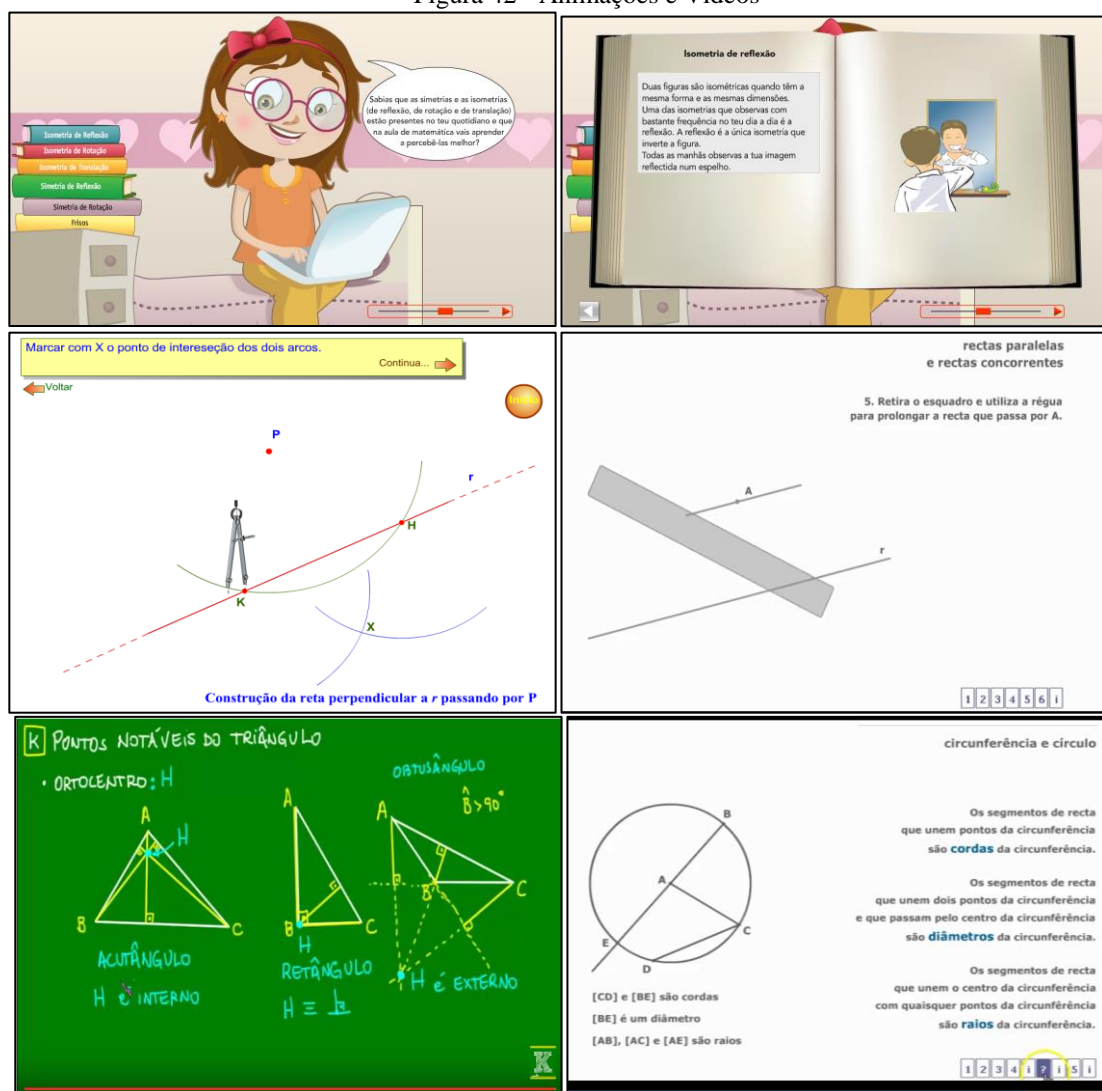 Figura 42 - Animações e Vídeos
Sabias que as simetrias e as isometrias
(de reflexão, de rotação e de translação)
estão presentes no teu quotidiano e que
na aula de matemática vais aprender
a percebê-las melhor?
Isometria de Reflexão
Isometria de Rotação
Isometria de Translação
Simetria de Reflexão
Simetria de Rotação
Frisos
Isometria de reflexão
Duas figuras são isométricas quando têm a
mesma forma e as mesmas dimensões.
Uma das isometrias que observas com
bastante frequência no teu dia a dia é a
reflexão. A reflexão é a única isometria que
inverte a figura.
Todas as manhãs observas a tua imagem
reflectida num espelho.
Marcar com X o ponto deintereseção dos dois arcos.
Continua...
Voltar
Início
P
r
H
K
X
Construção da reta perpendicular a r passando por P
rectas paralelas
e rectas concorrentes
5. Retira o esquadro e utiliza a régua
para prolongar a recta que passa por A.
A
r
1 2 3 4 5 6 i
K PONTOS NOTÁVEIS DO TRIÂNGULO
• ORTOCENTRO: H
A
H
B
C
ACUTÂNGULO
H é INTERNO
A
B
C
H
RETÂNGULO
H ≡
OBTUSÂNGULO
B̂>90°
A
B
C
H é EXTERNO
K
circunferência e círculo
B
A
C
E
D
[CD] e [BE] são cordas
[BE] é um diâmetro
[AB], [AC] e [AE] são raios
Os segmentos de recta
que unem pontos da circunferência
são cordas da circunferência.
Os segmentos de recta
que unem dois pontos da circunferência
e que passam pelo centro da circunferência
são diâmetros da circunferência.
Os segmentos de recta
que unem o centro da circunferência
com quaisquer pontos da circunferência
são raios da circunferência.
1 2 3 4 i ? i 5 i